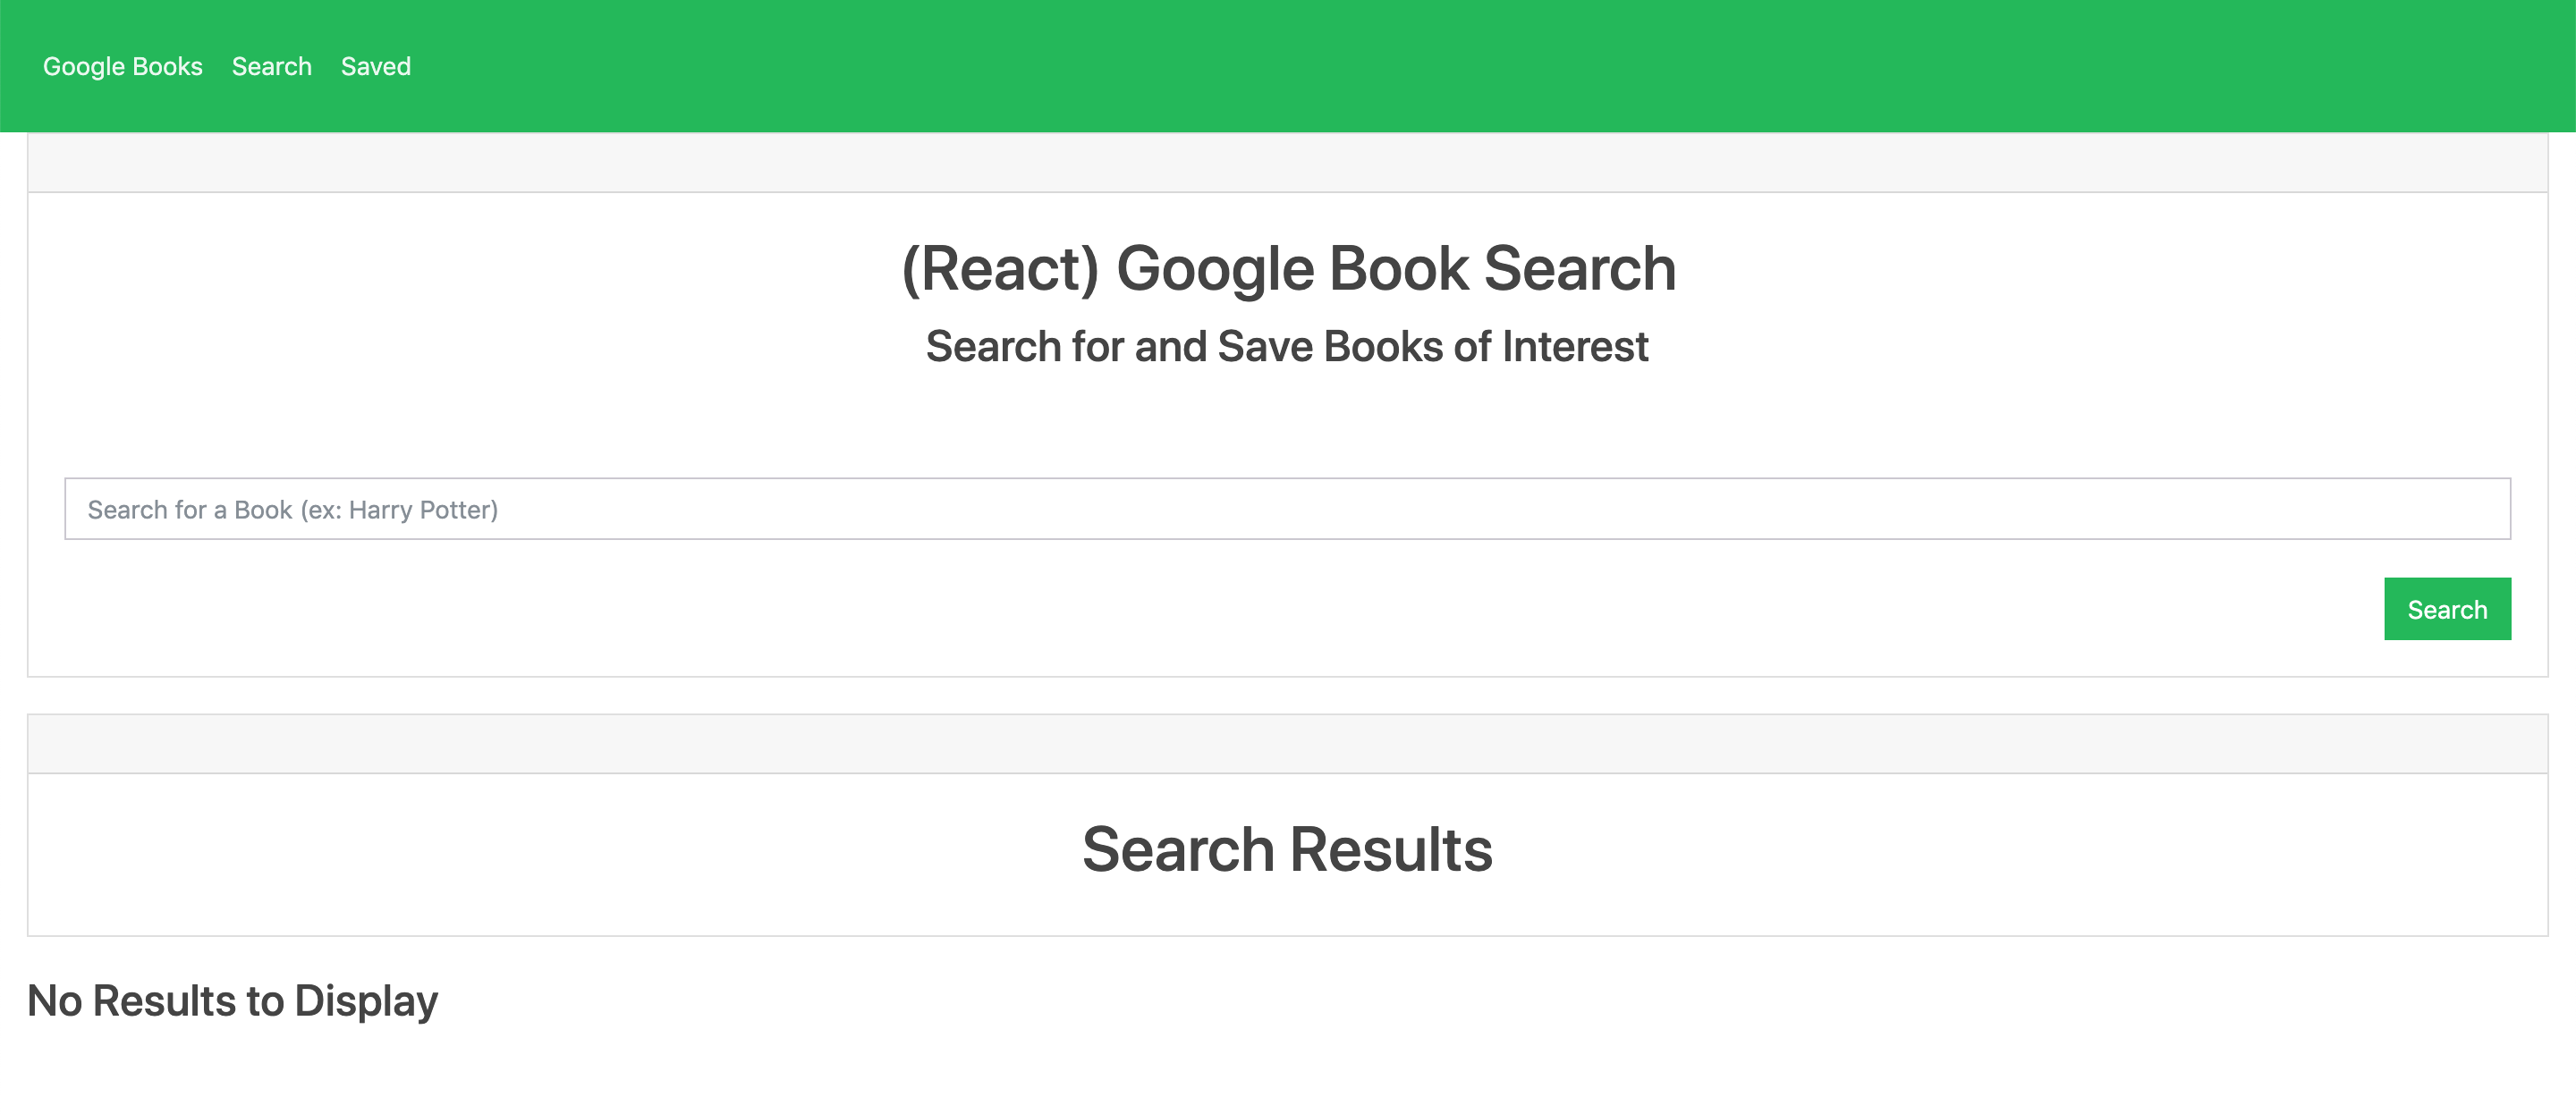 Google Books Search Saved
(React) Google Book Search
Search for and Save Books of Interest
Search for a Book (ex: Harry Potter)
Search
Search Results
No Results to Display